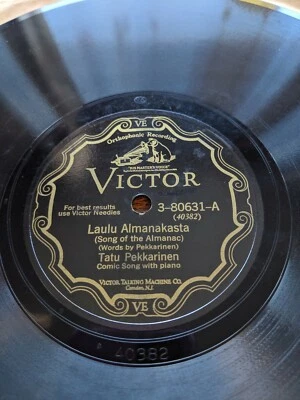 VE
Orthophonic Recording
"HIS MASTER'S VOICE"
VICTOR
For best results
use Victor Needles
3-80631-A
(40382)
Laulu Almanakasta
(Song of the Almanac)
(Words by Pekkarinen)
Tatu Pekkarinen
Comic Song with piano
VICTOR TALKING MACHINE CO.
Camden, N.J.
VE
40382